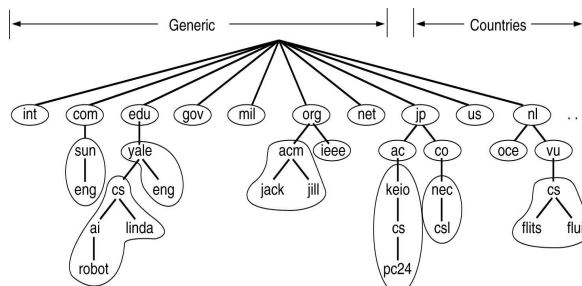 Generic Countries
int com edu gov mil org net jp us nl . .
sun yale acm ieee ac co oce vu
eng cs eng jack jill keio nec cs
ai linda cs csl flits flui
robot pc24